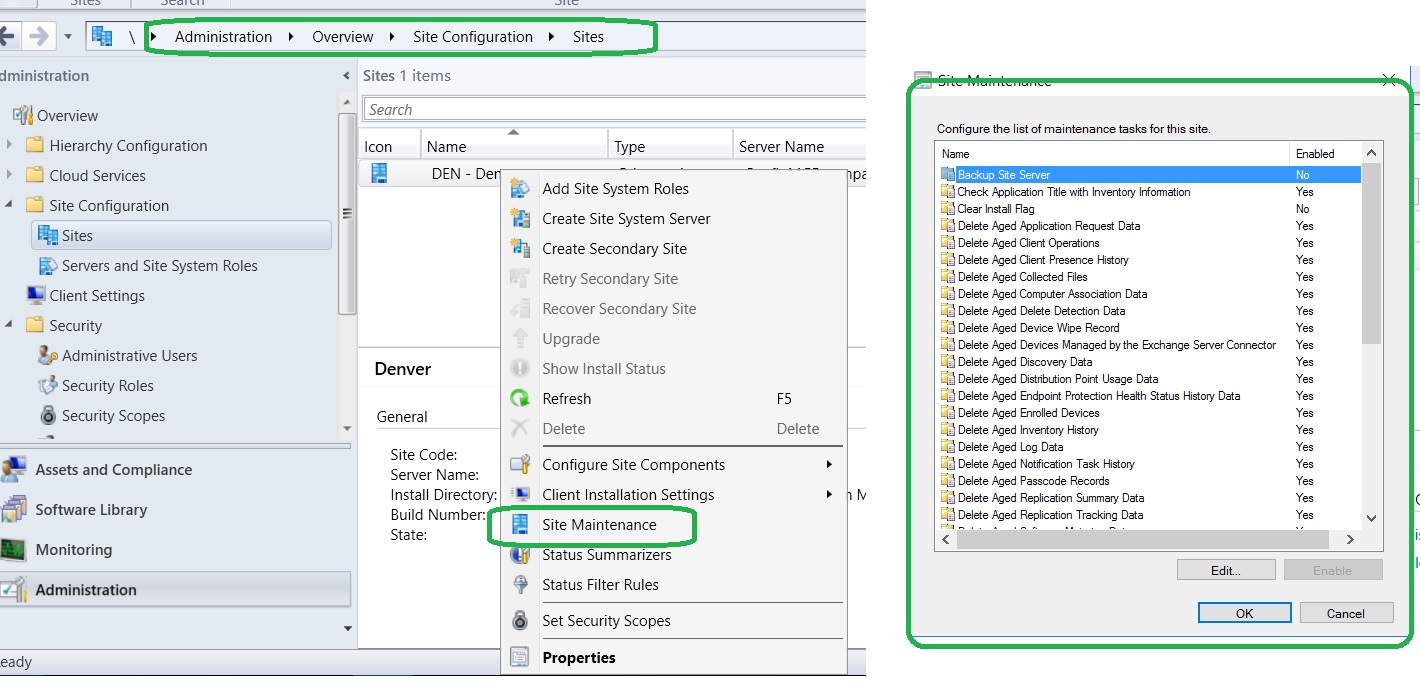 Sites Search Site
\ Administration Overview Site Configuration Sites
dministration
Overview
Hierarchy Configuration
Cloud Services
Site Configuration
Sites
Servers and Site System Roles
Client Settings
Security
Administrative Users
Security Roles
Security Scopes
Assets and Compliance
Software Library
Monitoring
Administration
eady
Sites 1 items
Search
Icon Name Type Server Name
DEN - Den
Denver
General
Site Code:
Server Name:
Install Directory:
Build Number:
State:
Add Site System Roles
Create Site System Server
Create Secondary Site
Retry Secondary Site
Recover Secondary Site
Upgrade
Show Install Status
Refresh F5
Delete Delete
Configure Site Components
Client Installation Settings
Site Maintenance
Status Summarizers
Status Filter Rules
Set Security Scopes
Properties
Site Maintenance
Configure the list of maintenance tasks for this site.
Name Enabled
Backup Site Server No
Check Application Title with Inventory Information Yes
Clear Install Flag No
Delete Aged Application Request Data Yes
Delete Aged Client Operations Yes
Delete Aged Client Presence History Yes
Delete Aged Collected Files Yes
Delete Aged Computer Association Data Yes
Delete Aged Delete Detection Data Yes
Delete Aged Device Wipe Record Yes
Delete Aged Devices Managed by the Exchange Server Connector Yes
Delete Aged Discovery Data Yes
Delete Aged Distribution Point Usage Data Yes
Delete Aged Endpoint Protection Health Status History Data Yes
Delete Aged Enrolled Devices Yes
Delete Aged Inventory History Yes
Delete Aged Log Data Yes
Delete Aged Notification Task History Yes
Delete Aged Passcode Records Yes
Delete Aged Replication Summary Data Yes
Delete Aged Replication Tracking Data Yes
Edit... Enable
OK Cancel